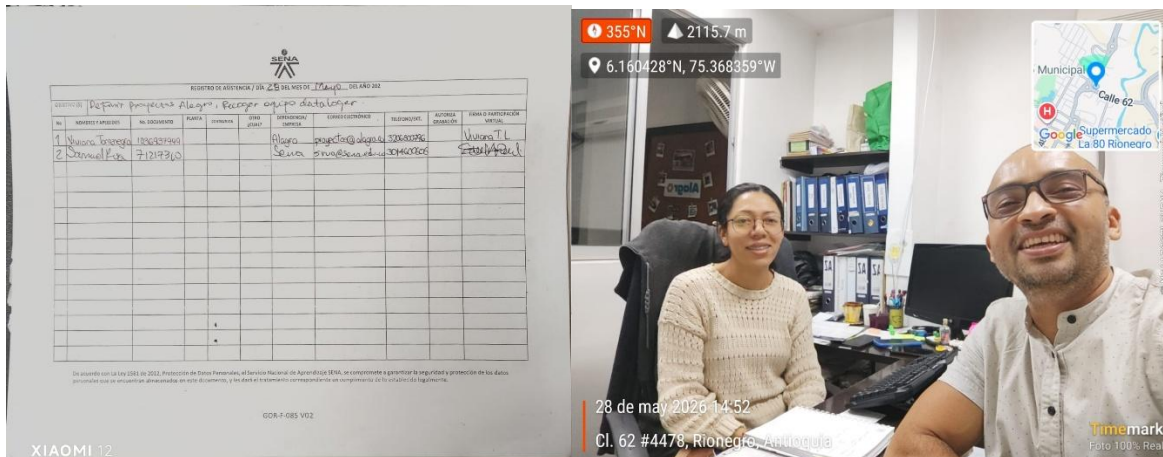 SENA
REGISTRO DE ASISTENCIA / DÍA 28 DEL MES DE Mayo DEL AÑO 202
OBJETIVO(S) Definir proyectos Alagro, Recoger equipo datalogger.
No NOMBRES Y APELLIDOS No. DOCUMENTO PLANTA CONTRATISTA OTRO ¿CUÁL? DEPENDENCIA/ EMPRESA CORREO ELECTRÓNICO TELÉFONO/EXT. AUTORIZA GRABACIÓN FIRMA O PARTICIPACIÓN VIRTUAL
1 Viviana Alagro Viviana T.L
2 Samuel 71217360 Sena
De acuerdo con La Ley 1581 de 2012, Protección de Datos Personales, el Servicio Nacional de Aprendizaje SENA, se compromete a garantizar la seguridad y protección de los datos
personales que se encuentran almacenados en este documento, y les dará el tratamiento correspondiente en cumplimiento de lo establecido legalmente.
GOR-F-085 V02
XIAOMI 12
355°N 2115.7 m
6.160428°N, 75.368359°W
Municipal
Calle 62
H
Google
Supermercado
La 80 Rionegro
AlagrO
AZ
AZ
28 de may 2026 14:52
Cl. 62 #4478, Rionegro, Antioquia
Timemark
Foto 100% Real